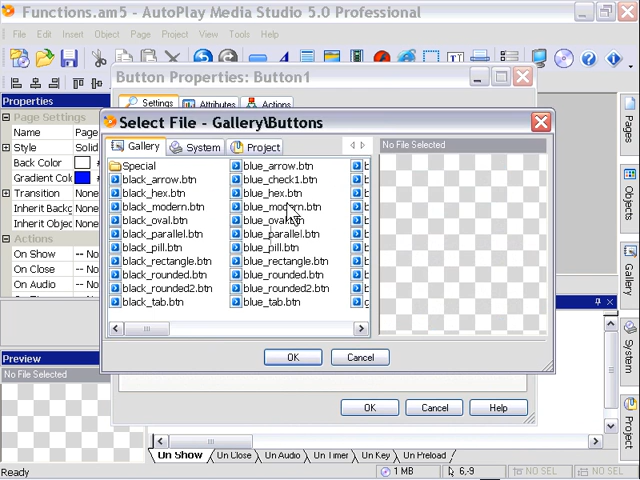 Functions.am5 - AutoPlay Media Studio 5.0 Professional
File Edit Insert Object Page Project View Tools Help
Button Properties: Button1
Settings Attributes Actions
Select File - Gallery\Buttons
Gallery System Project
No File Selected
Special
black_arrow.btn
black_hex.btn
black_modern.btn
black_oval.btn
black_parallel.btn
black_pill.btn
black_rectangle.btn
black_rounded.btn
black_rounded2.btn
black_tab.btn
blue_arrow.btn
blue_check1.btn
blue_hex.btn
blue_modern.btn
blue_oval.btn
blue_parallel.btn
blue_pill.btn
blue_rectangle.btn
blue_rounded.btn
blue_rounded2.btn
blue_tab.btn
OK Cancel
OK Cancel Help
Properties
Page Settings
Name Page
Style Solid
Back Color #
Gradient Colo #
Transition None
Inherit Backg None
Inherit Objec None
Actions
On Show -- No
On Close -- No
On Audio -- No
Preview
No File Selected
On Show On Close On Audio On Timer On Key On Preload
Ready 1 MB 6,-9 NO SEL NO SEL
Pages
Objects
Gallery
System
Project